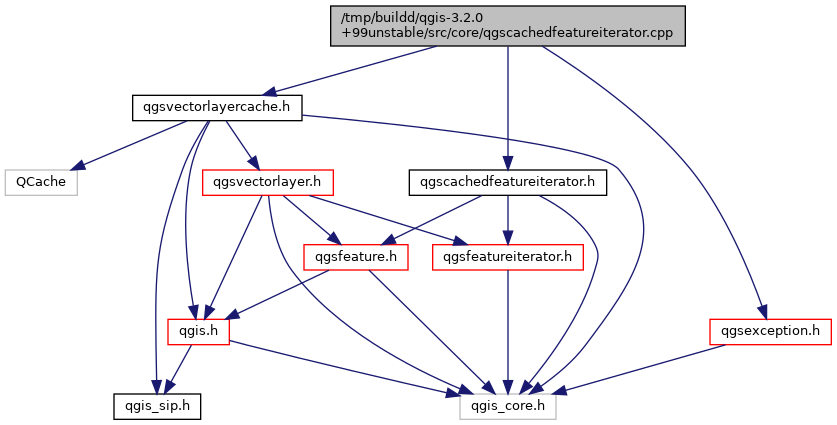 /tmp/buildd/qgis-3.2.0
+99unstable/src/core/qgscachedfeatureiterator.cpp
qgsvectorlayercache.h
QCache
qgsvectorlayer.h
qgscachedfeatureiterator.h
qgsfeature.h
qgsfeatureiterator.h
qgis.h
qgsexception.h
qgis_sip.h
qgis_core.h